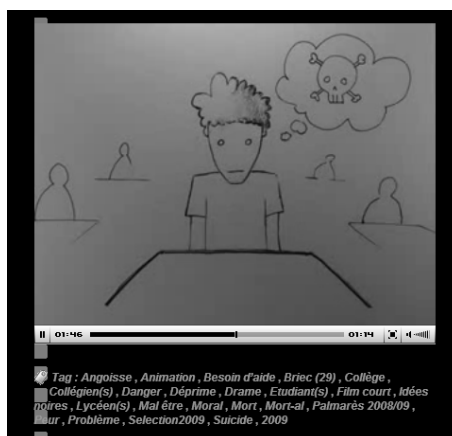 01:46 01:14
Tag : Angoisse , Animation , Besoin d'aide , Briec (29) , Collège ,
Collégien(s) , Danger , Déprime , Drame , Etudiant(s) , Film court , Idées
noires , Lycéen(s) , Mal être , Moral , Mort , Mort-al , Palmarès 2008/09 ,
Peur , Problème , Selection2009 , Suicide , 2009